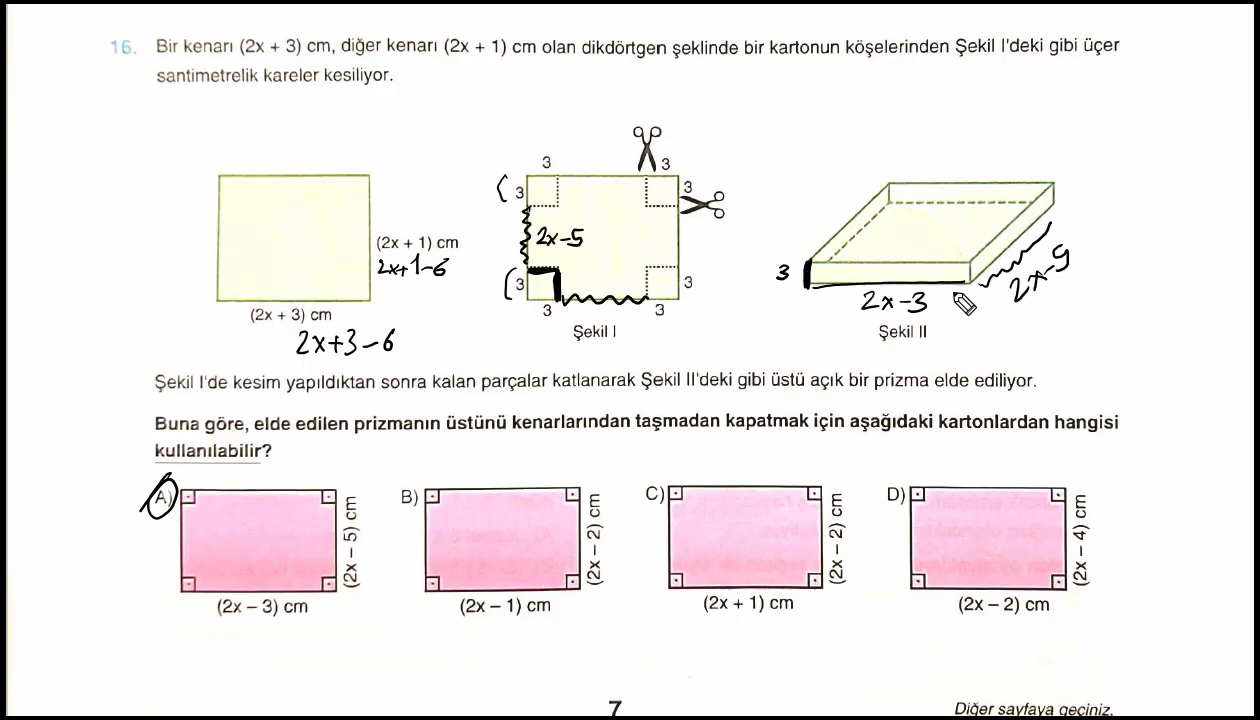 16. Bir kenarı (2x + 3) cm, diğer kenarı (2x + 1) cm olan dikdörtgen şeklinde bir kartonun köşelerinden Şekil I'deki gibi üçer
santimetrelik kareler kesiliyor.
3
3
3
3
(2x + 1) cm
2x+1-6
2x-5
3
3
3
3
(2x + 3) cm
2x+3-6
Şekil I
3
2x-3
2x-5
Şekil II
Şekil I'de kesim yapıldıktan sonra kalan parçalar katlanarak Şekil II'deki gibi üstü açık bir prizma elde ediliyor.
Buna göre, elde edilen prizmanın üstünü kenarlarından taşmadan kapatmak için aşağıdaki kartonlardan hangisi
kullanılabilir?
A)
(2x – 5) cm
(2x – 3) cm
B)
(2x – 2) cm
(2x – 1) cm
C)
(2x – 2) cm
(2x + 1) cm
D)
(2x – 4) cm
(2x – 2) cm
7
Diğer sayfaya geçiniz.